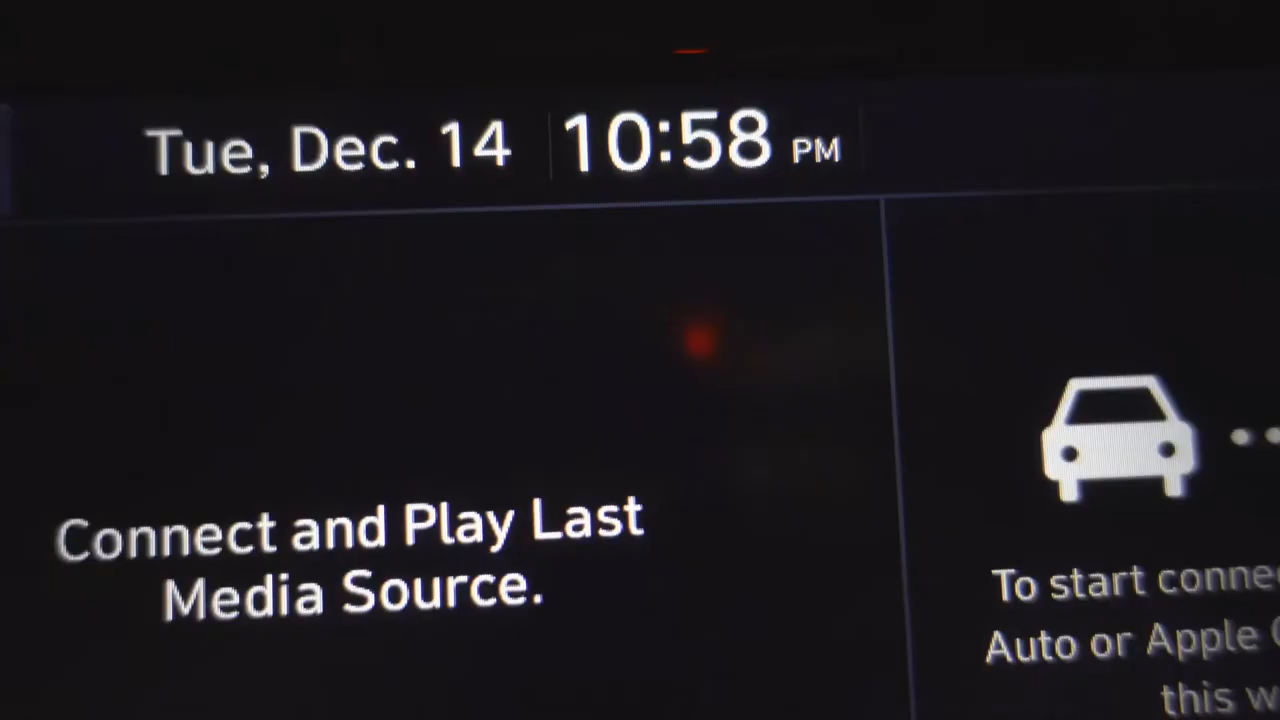 Tue, Dec. 14 10:58 PM
Connect and Play Last
Media Source.
To start
Auto or Apple
this